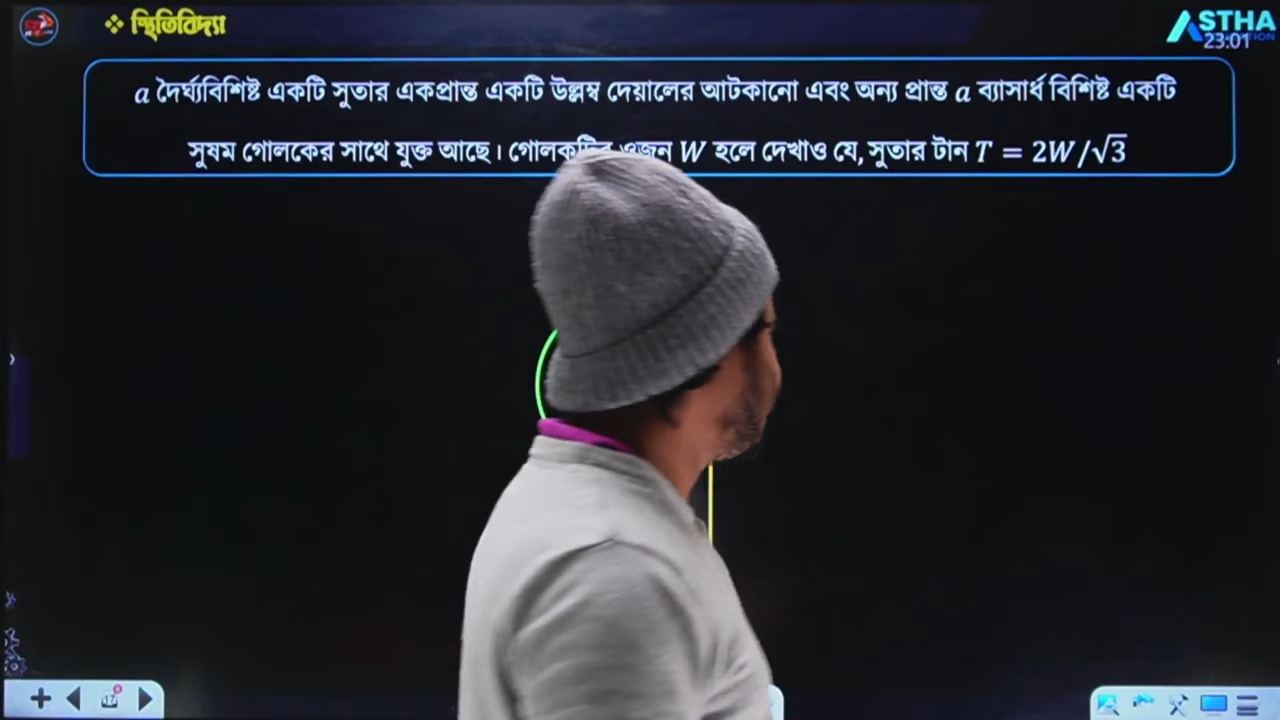 ❖ স্থিতিবিদ্যা
ASTHA
23:01
a দৈর্ঘ্যবিশিষ্ট একটি সুতার একপ্রান্ত একটি উল্লম্ব দেয়ালের আটকানো এবং অন্য প্রান্ত a ব্যাসার্ধ বিশিষ্ট একটি
সুষম গোলকের সাথে যুক্ত আছে। গোলকটির ওজন W হলে দেখাও যে, সুতার টান T = 2W/√3